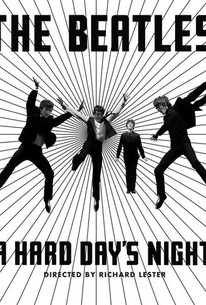 THE BEATLES
A HARD DAY'S NIGHT
DIRECTED BY RICHARD LESTER